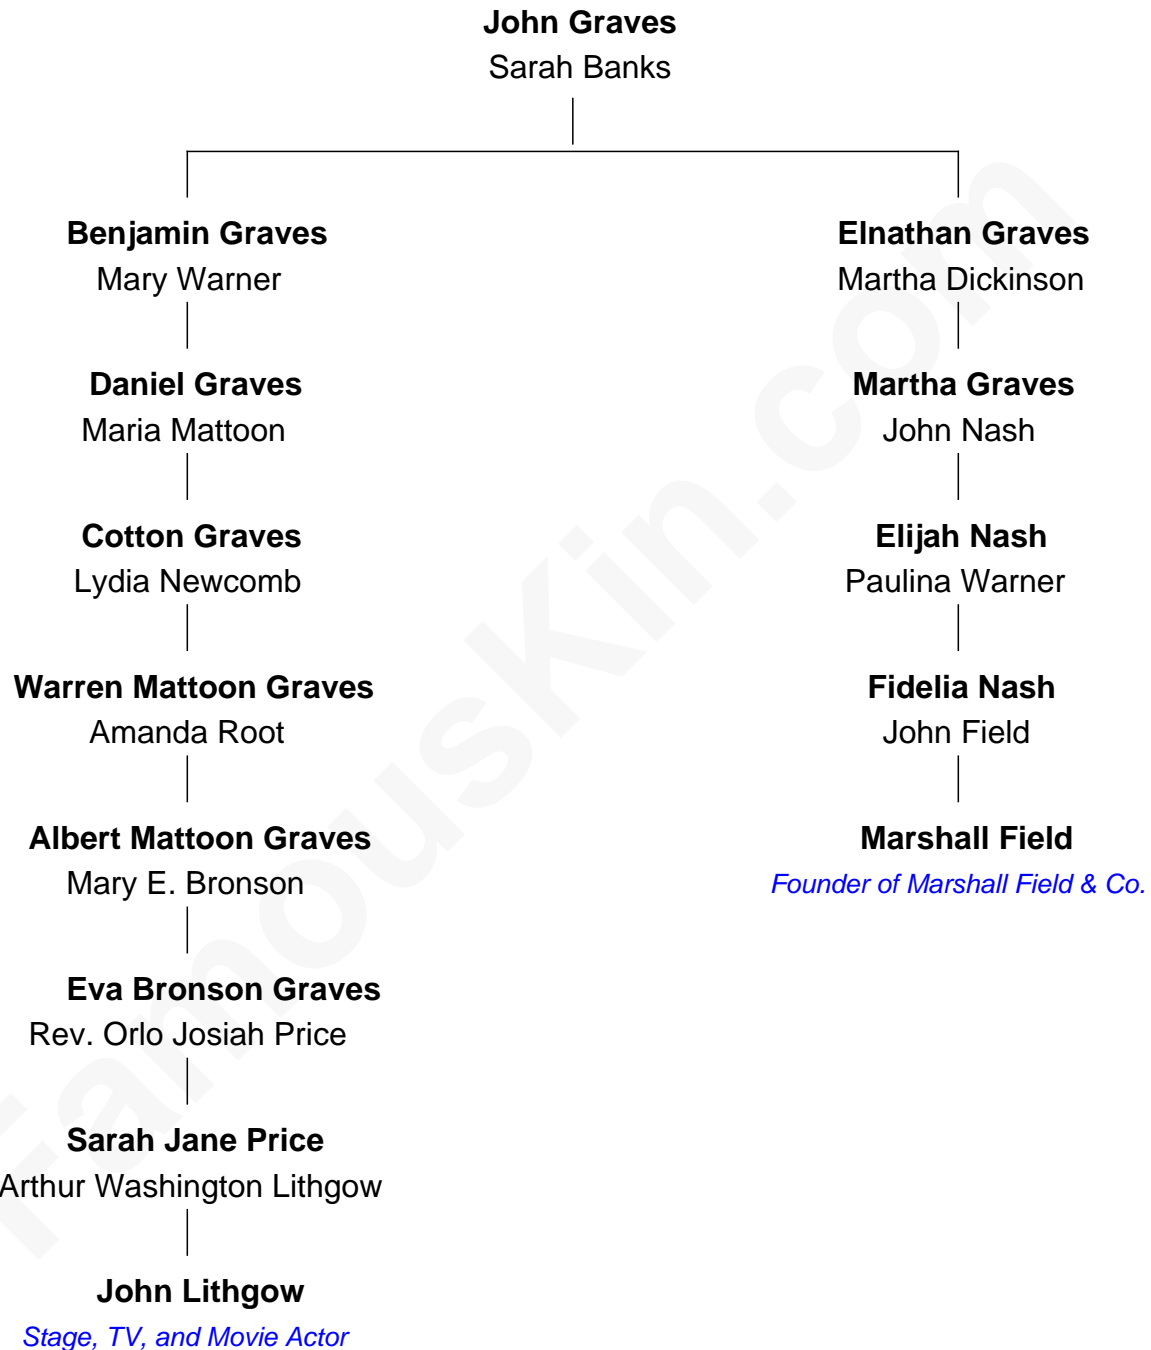 John Graves
Sarah Banks
Benjamin Graves
Mary Warner
Elnathan Graves
Martha Dickinson
Daniel Graves
Maria Mattoon
Martha Graves
John Nash
Cotton Graves
Lydia Newcomb
Elijah Nash
Paulina Warner
Warren Mattoon Graves
Amanda Root
Fidelia Nash
John Field
Albert Mattoon Graves
Mary E. Bronson
Marshall Field
Founder of Marshall Field & Co.
Eva Bronson Graves
Rev. Orlo Josiah Price
Sarah Jane Price
Arthur Washington Lithgow
John Lithgow
Stage, TV, and Movie Actor
FamousKin.com